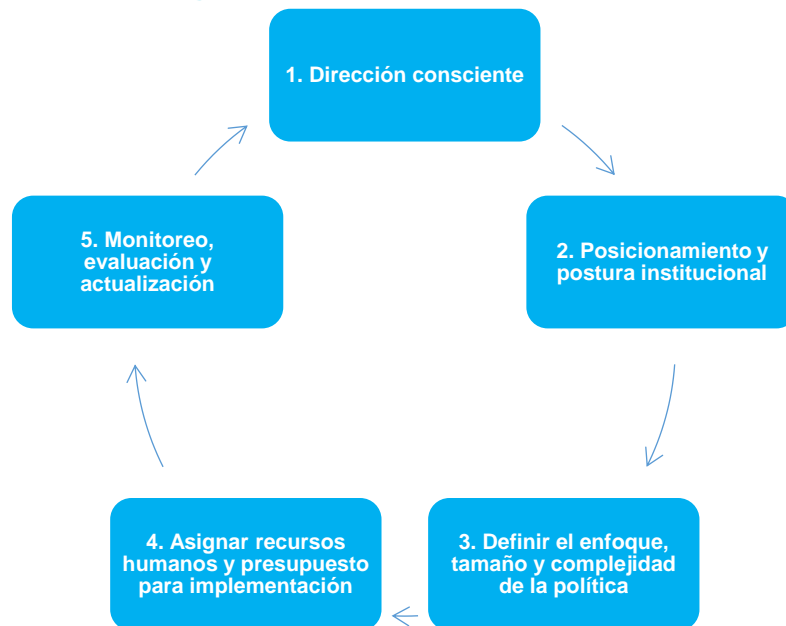 1. Dirección consciente
2. Posicionamiento y
postura institucional
3. Definir el enfoque,
tamaño y complejidad
de la política
4. Asignar recursos
humanos y presupuesto
para implementación
5. Monitoreo,
evaluación y
actualización